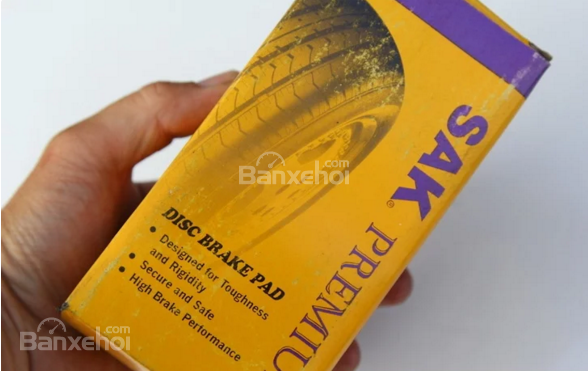 SAK®
PREMIU
DISC BRAKE PAD
• Designed for Toughness
and Rigidity
• Secure and Safe
• High Brake Performance
Banxehoi.com
Banxehoi.com